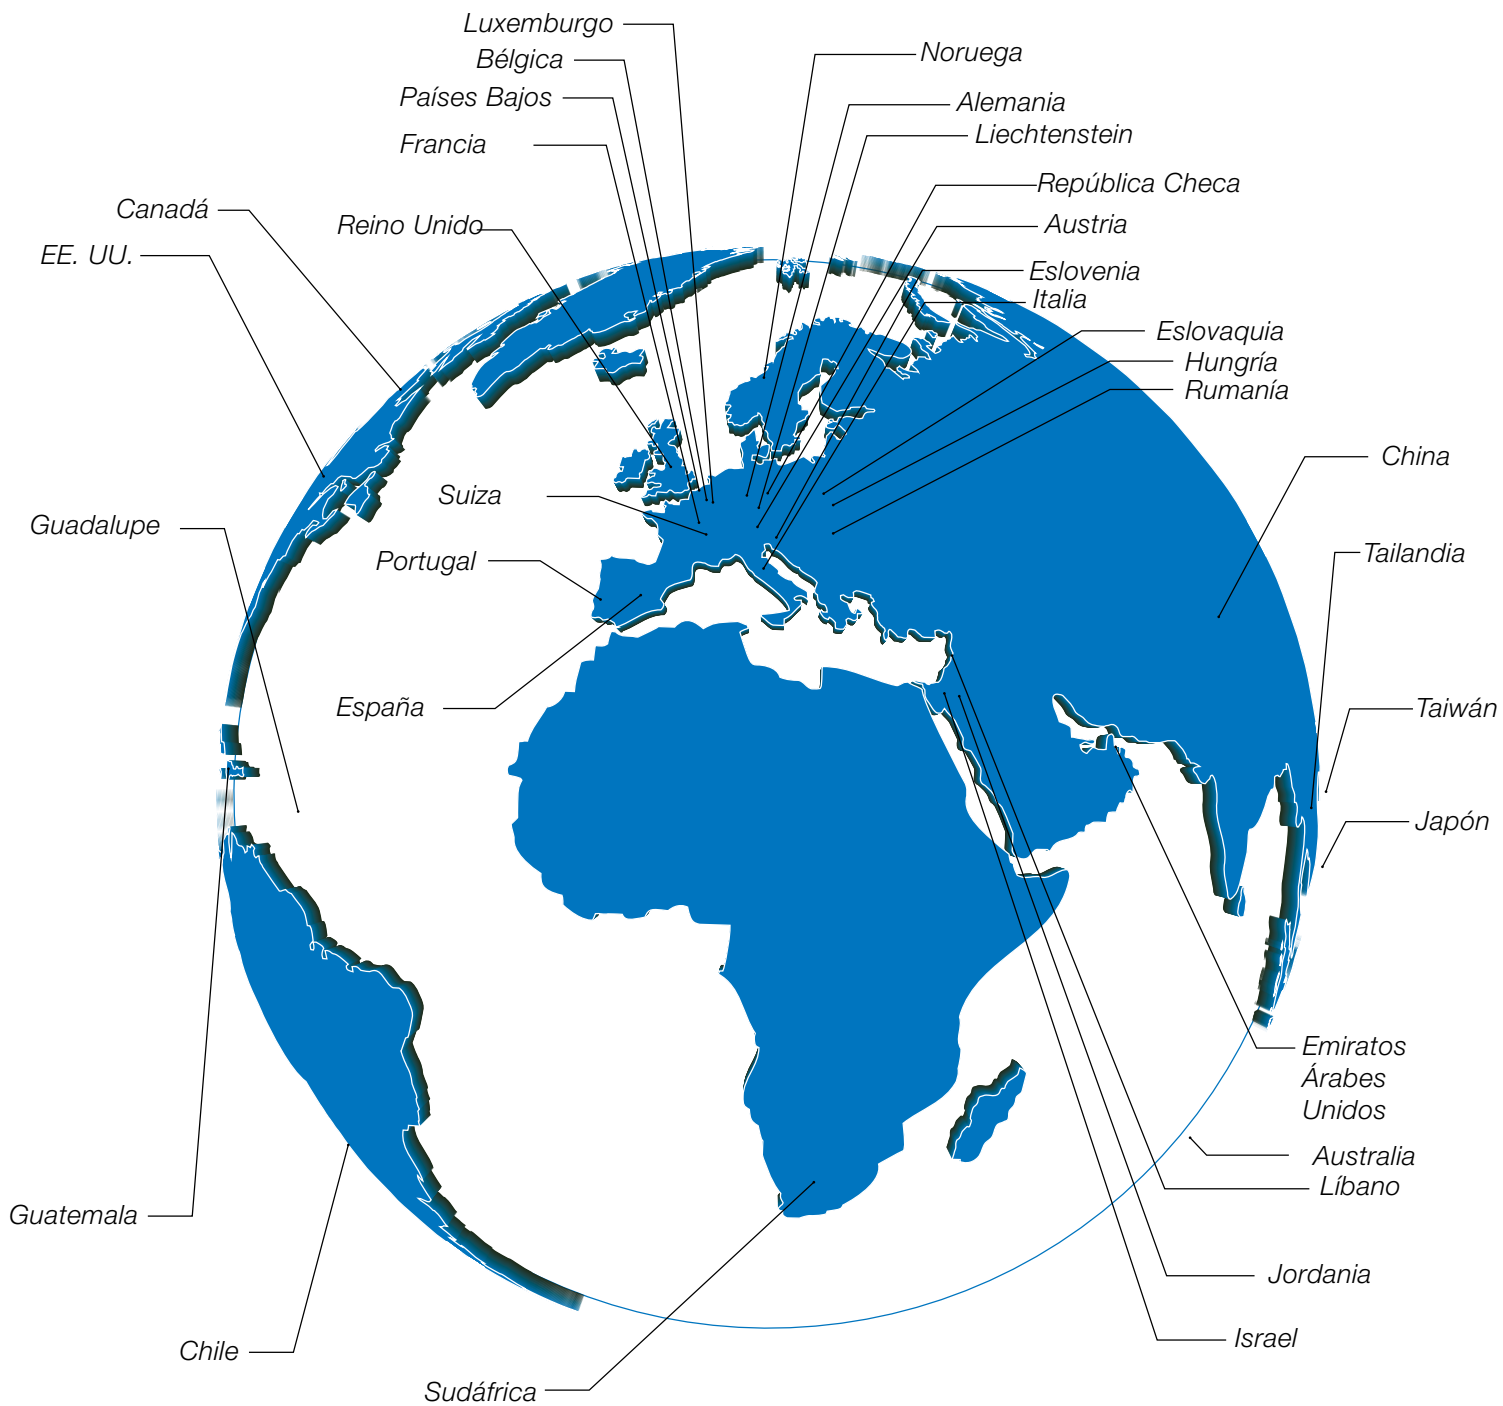 Luxemburgo
Bélgica
Países Bajos
Francia
Noruega
Alemania
Liechtenstein
República Checa
Canadá
Reino Unido
Austria
EE. UU.
Eslovenia
Italia
Eslovaquia
Hungría
Rumanía
China
Suiza
Guadalupe
Portugal
Tailandia
España
Taiwán
Japón
Emiratos
Árabes
Unidos
Australia
Líbano
Guatemala
Jordania
Israel
Chile
Sudáfrica